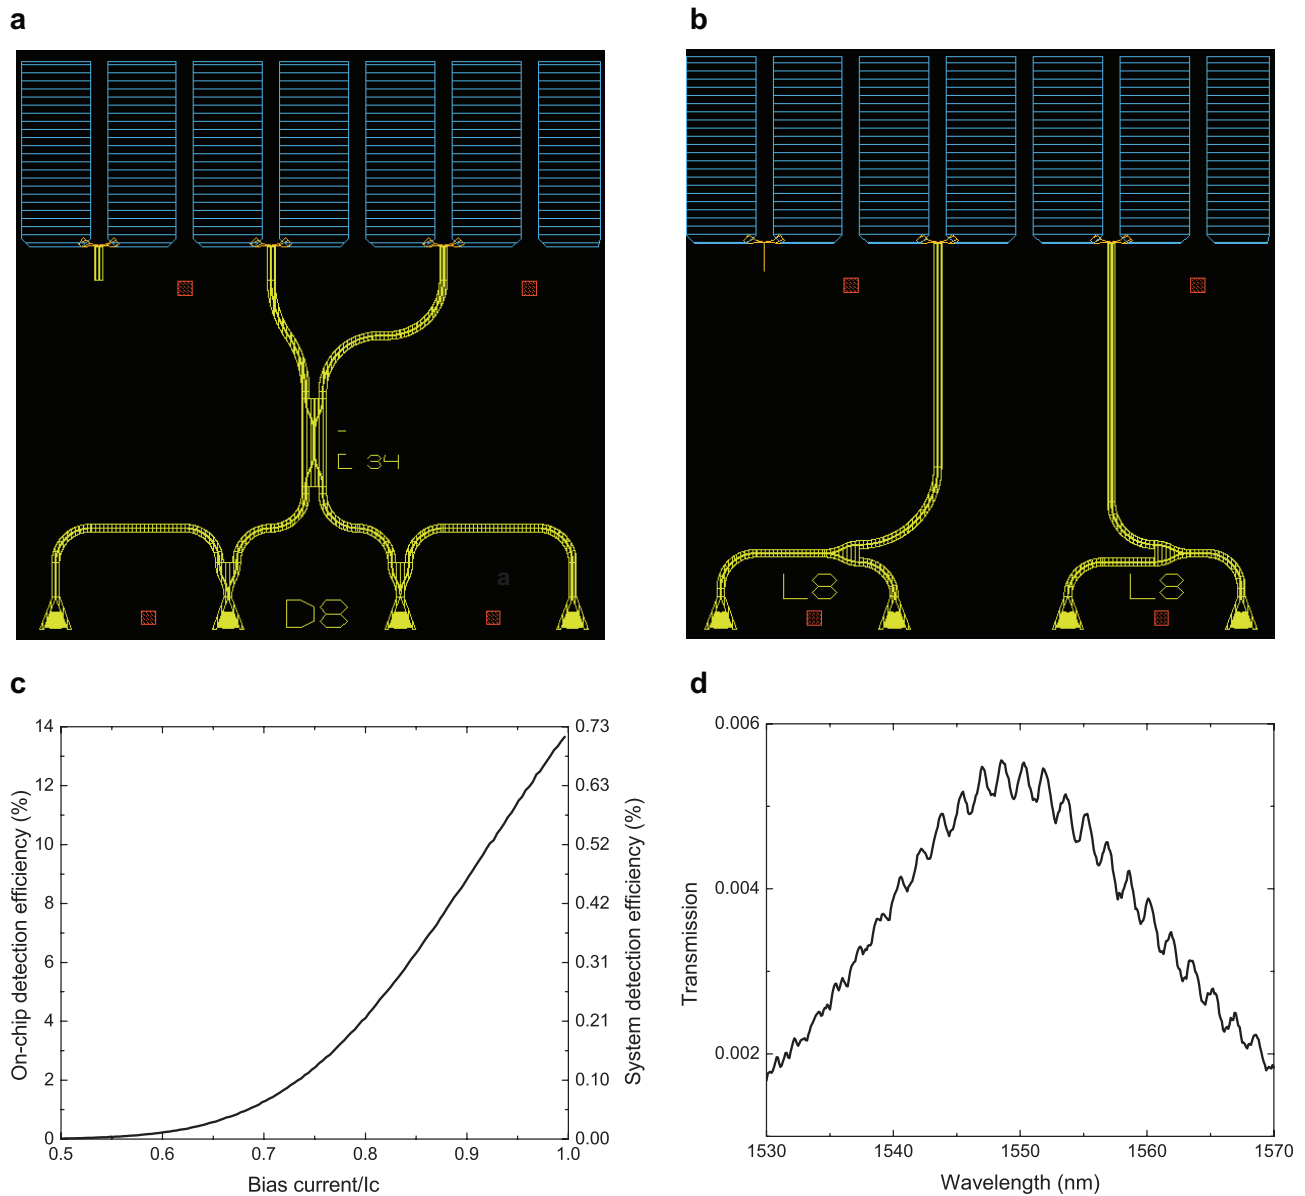 a
b
E 34
a
D8
L8
L8
c
d
14
12
10
8
6
4
2
0
On-chip detection efficiency (%)
0.73
0.63
0.52
0.42
0.31
0.21
0.10
0.00
System detection efficiency (%)
0.5
0.6
0.7
0.8
0.9
1.0
Bias current/Ic
0.006
0.004
0.002
Transmission
1530
1540
1550
1560
1570
Wavelength (nm)